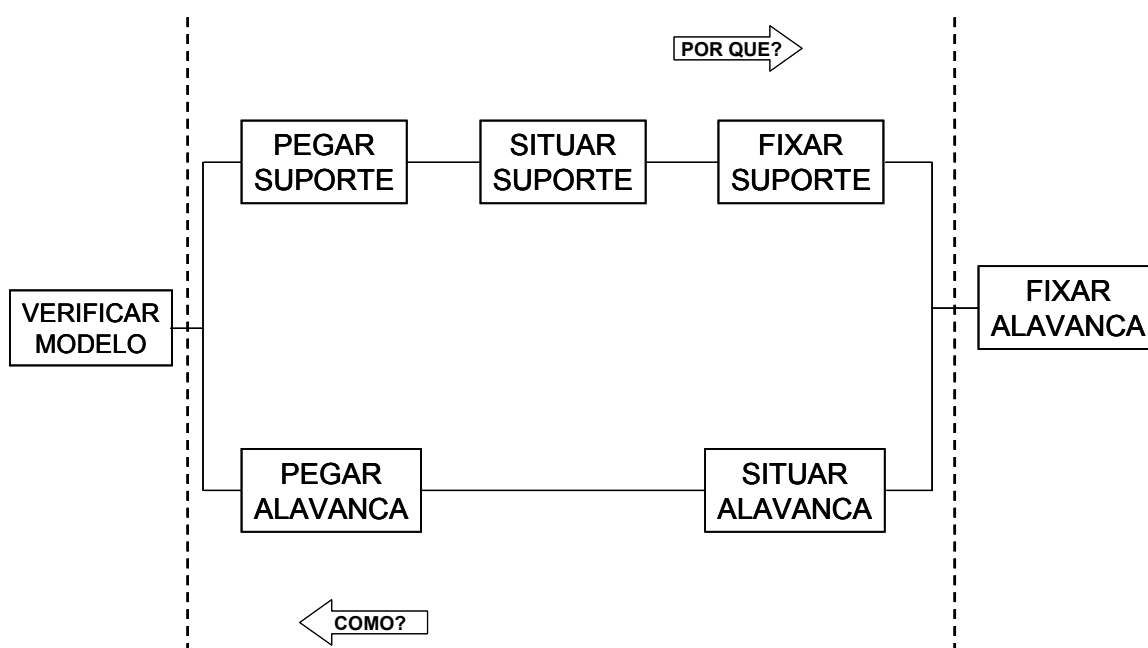 POR QUE?
PEGAR
SUPORTE
SITUAR
SUPORTE
FIXAR
SUPORTE
VERIFICAR
MODELO
FIXAR
ALAVANCA
PEGAR
ALAVANCA
SITUAR
ALAVANCA
COMO?